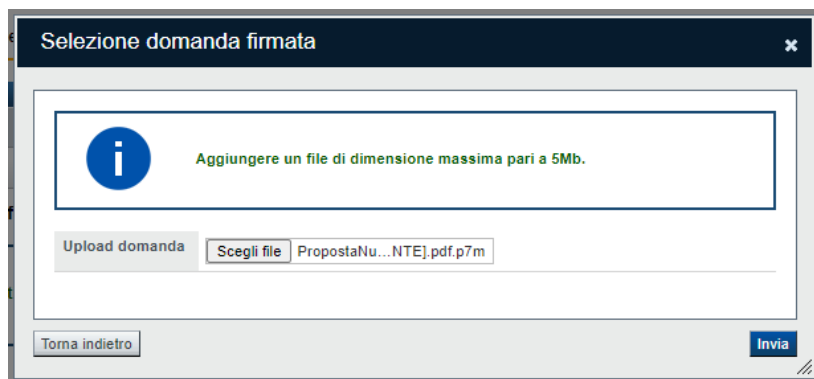 Selezione domanda firmata
Aggiungere un file di dimensione massima pari a 5Mb.
Upload domanda Scegli file PropostaNu…NTE].pdf.p7m
Torna indietro Invia